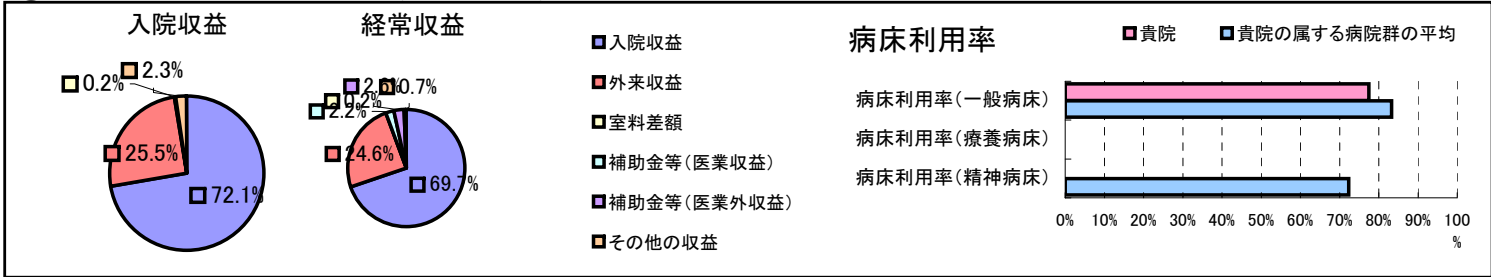 入院収益
2.3%
0.2%
25.5%
72.1%
経常収益
2.6%
0.7%
0.2%
2.2%
24.6%
69.7%
入院収益
外来収益
室料差額
補助金等(医業収益)
補助金等(医業外収益)
その他の収益
病床利用率
貴院
貴院の属する病院群の平均
病床利用率(一般病床)
病床利用率(療養病床)
病床利用率(精神病床)
0% 10% 20% 30% 40% 50% 60% 70% 80% 90% 100
%